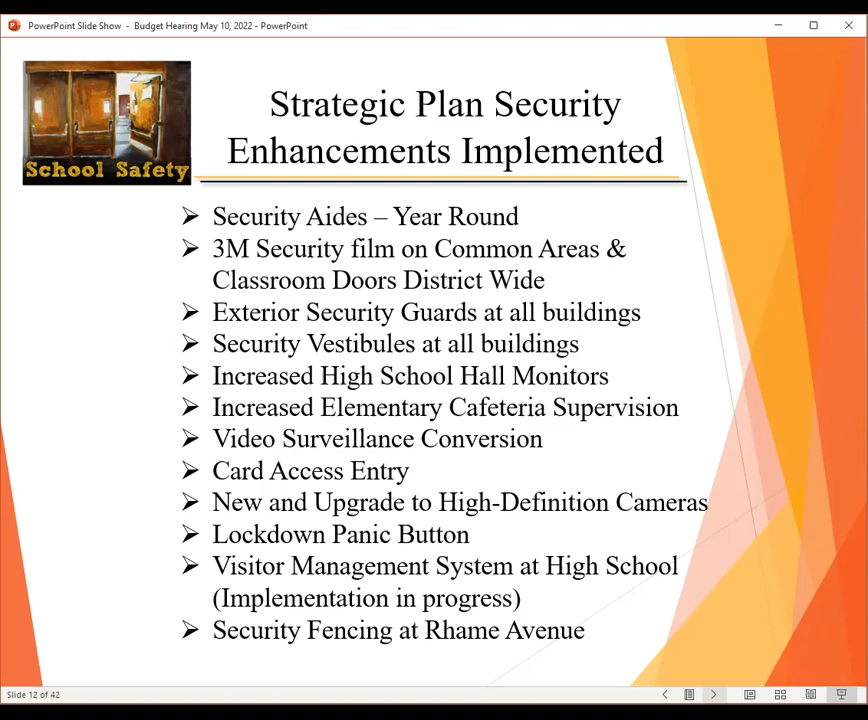 PowerPoint Slide Show - Budget Hearing May 10, 2022 - PowerPoint
School Safety
Strategic Plan Security
Enhancements Implemented
➢ Security Aides – Year Round
➢ 3M Security film on Common Areas &
Classroom Doors District Wide
➢ Exterior Security Guards at all buildings
➢ Security Vestibules at all buildings
➢ Increased High School Hall Monitors
➢ Increased Elementary Cafeteria Supervision
➢ Video Surveillance Conversion
➢ Card Access Entry
➢ New and Upgrade to High-Definition Cameras
➢ Lockdown Panic Button
➢ Visitor Management System at High School
(Implementation in progress)
➢ Security Fencing at Rhame Avenue
Slide 12 of 42